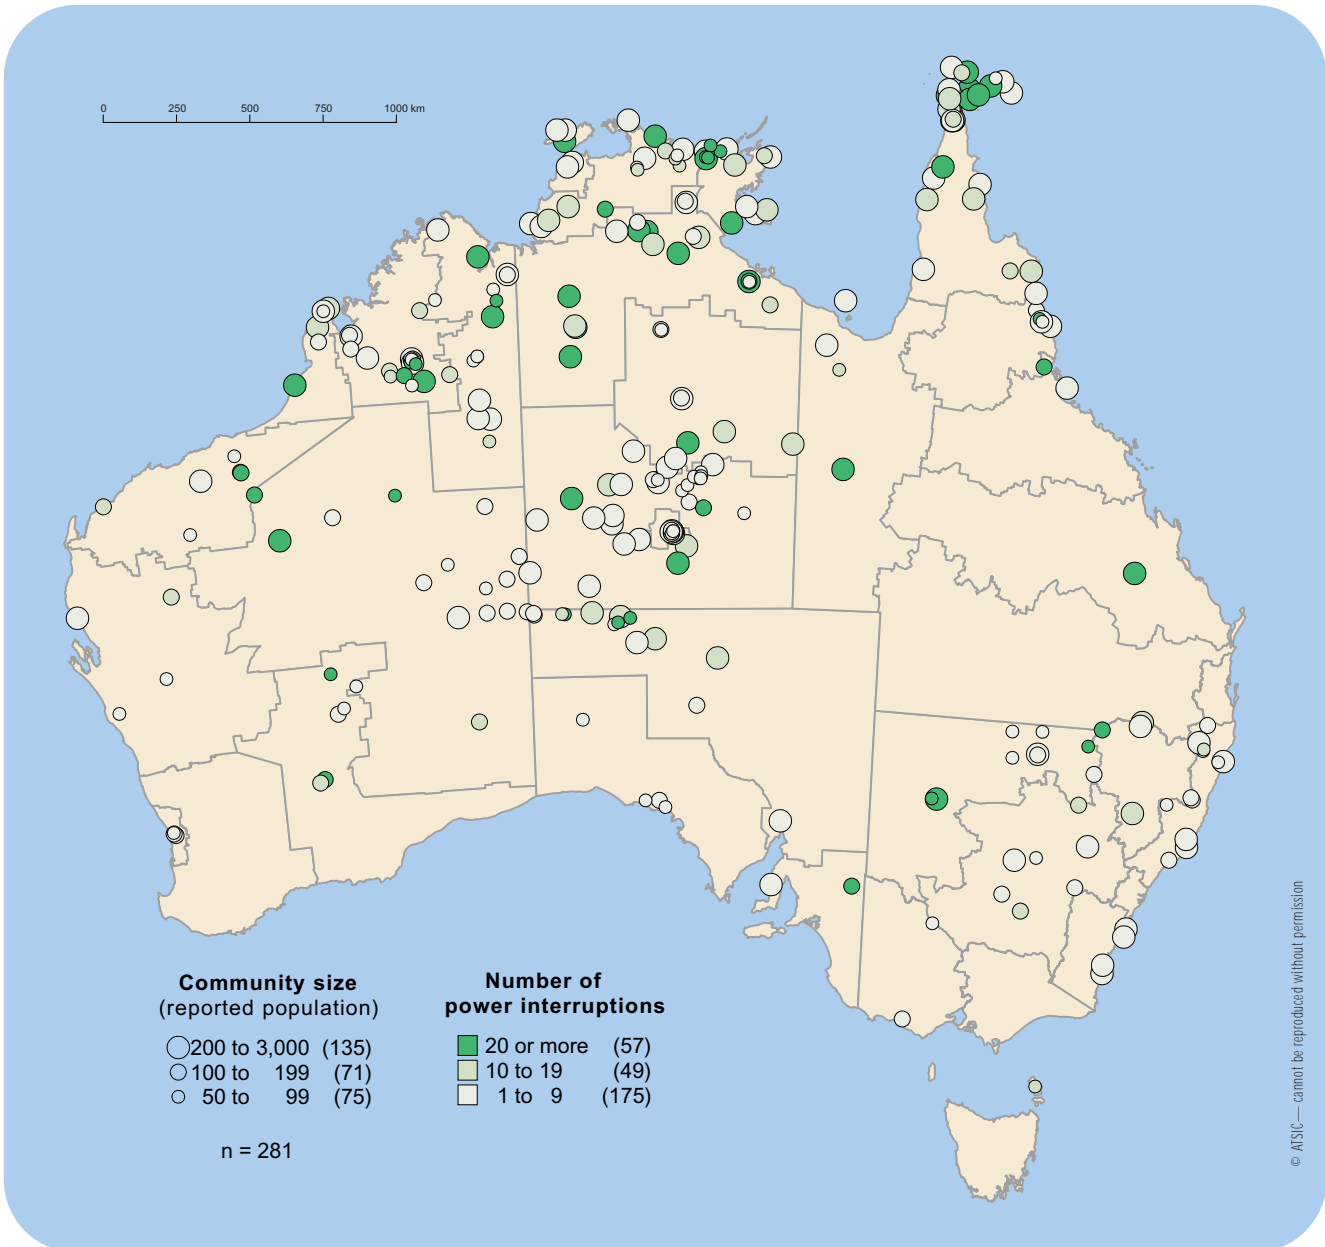 0 250 500 750 1000 km
Community size
(reported population)
200 to 3,000 (135)
100 to 199 (71)
50 to 99 (75)
n = 281
Number of
power interruptions
20 or more (57)
10 to 19 (49)
1 to 9 (175)
© ATSIC— cannot be reproduced without permission